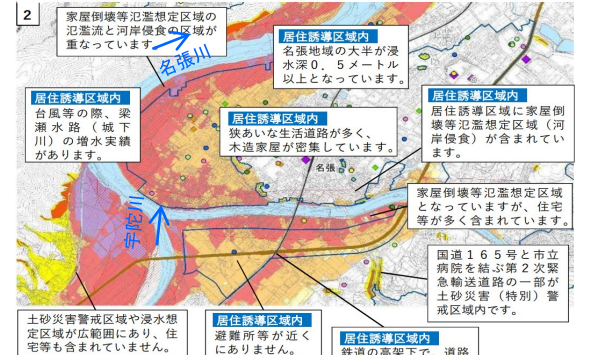 2
家屋倒壊等氾濫想定区域の
氾濫流と河岸侵食の区域が
重なっています。
名張川
居住誘導区域内
名張地域の大半が浸
水深0．5メートル
以上となっています。
居住誘導区域内
台風等の際、梁
瀬水路（城下
川）の増水実績
があります。
居住誘導区域内
狭あいな生活道路が多く、
木造家屋が密集しています。
居住誘導区域内
居住誘導区域に家屋倒
壊等氾濫想定区域（河
岸侵食）が含まれてい
ます。
名張
家屋倒壊等氾濫想定区域
となっていますが、住宅
等が多く含まれています。
宇陀川
国道165号と市立
病院を結ぶ第2次緊
急輸送道路の一部が
土砂災害（特別）警
戒区域内です。
土砂災害警戒区域や浸水想
定区域が広範囲にあり、住
宅等も含まれていません。
居住誘導区域内
避難所等が近く
にありません。
居住誘導区域内
鉄道の高架下で、道路